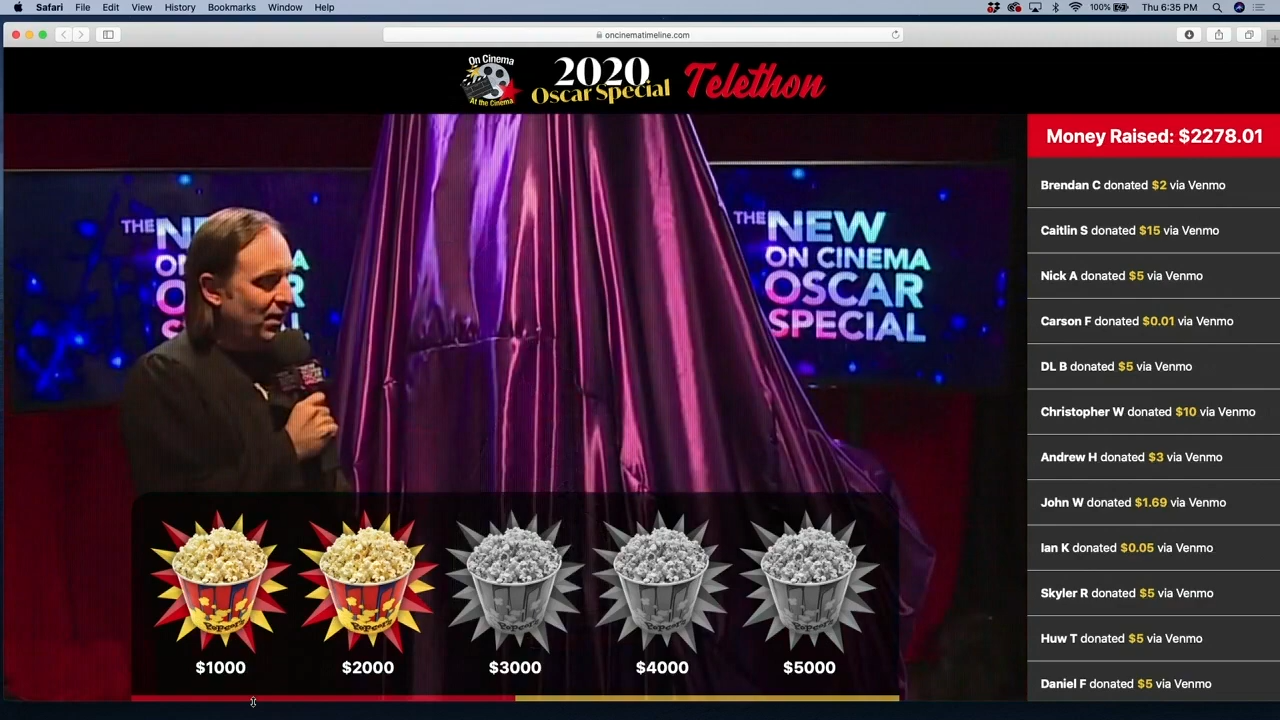 Safari File Edit View History Bookmarks Window Help
100% Thu 6:35 PM
oncinematimeline.com
On Cinema
At the Cinema
2020
Oscar Special
Telethon
Money Raised: $2278.01
Brendan C donated $2 via Venmo
Caitlin S donated $15 via Venmo
Nick A donated $5 via Venmo
Carson F donated $0.01 via Venmo
DL B donated $5 via Venmo
Christopher W donated $10 via Venmo
Andrew H donated $3 via Venmo
John W donated $1.69 via Venmo
Ian K donated $0.05 via Venmo
Skyler R donated $5 via Venmo
Huw T donated $5 via Venmo
Daniel F donated $5 via Venmo
THE NEW
ON CINEMA
OSCAR
SPECIAL
Popcorn
Popcorn
Popcorn
Popcorn
Popcorn
$1000
$2000
$3000
$4000
$5000